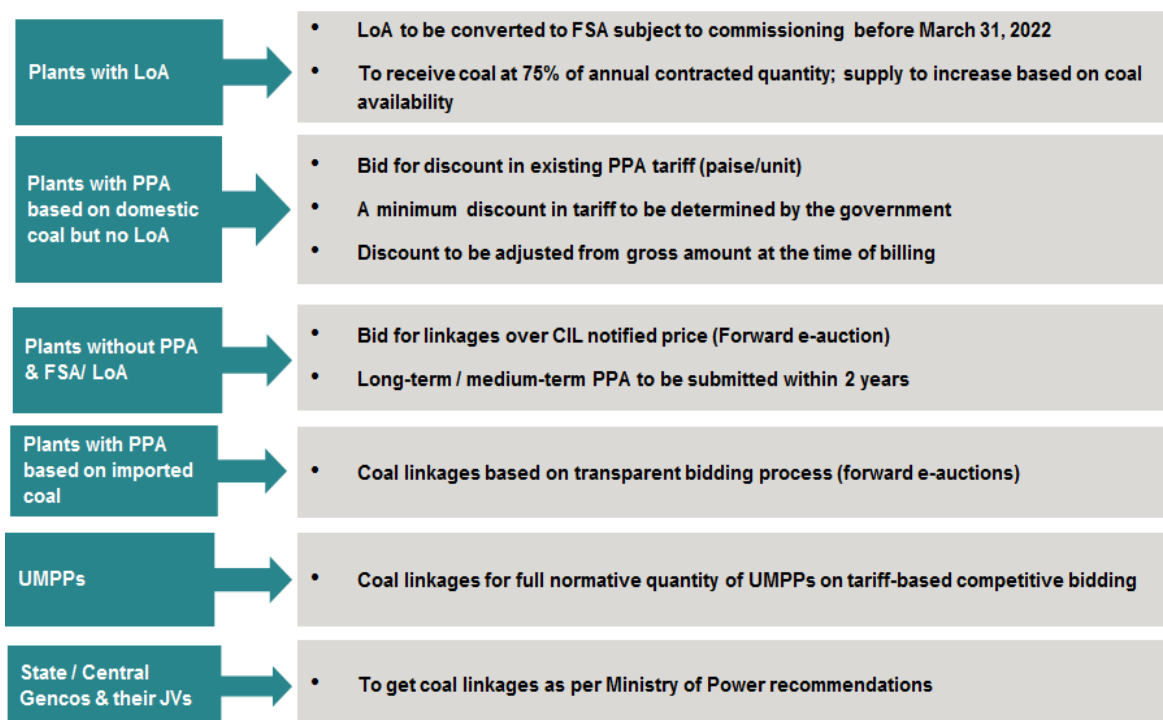 Plants with LoA
• LoA to be converted to FSA subject to commissioning before March 31, 2022
• To receive coal at 75% of annual contracted quantity; supply to increase based on coal
availability
Plants with PPA
based on domestic
coal but no LoA
• Bid for discount in existing PPA tariff (paise/unit)
• A minimum discount in tariff to be determined by the government
• Discount to be adjusted from gross amount at the time of billing
Plants without PPA
& FSA/ LoA
• Bid for linkages over CIL notified price (Forward e-auction)
• Long-term / medium-term PPA to be submitted within 2 years
Plants with PPA
based on imported
coal
• Coal linkages based on transparent bidding process (forward e-auctions)
UMPPs
• Coal linkages for full normative quantity of UMPPs on tariff-based competitive bidding
State / Central
Gencos & their JVs
• To get coal linkages as per Ministry of Power recommendations